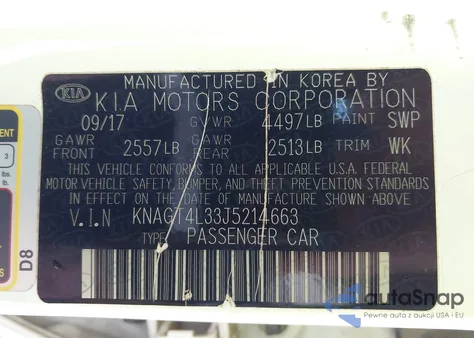 MANUFACTURED IN KOREA BY
KIA KIA MOTORS CORPORATION
09/17 GVWR 4497LB PAINT SWP
GAWR FRONT 2557LB GAWR REAR 2513LB TRIM WK
THIS VEHICLE CONFORMS TO ALL APPLICABLE U.S.A. FEDERAL
MOTOR VEHICLE SAFETY, BUMPER, AND THEFT PREVENTION STANDARDS
IN EFFECT ON THE DATE OF MANUFACTURE SHOWN ABOVE.
V.I.N KNAGT4L33J5214663
TYPE PASSENGER CAR
D8
3
autoSnap
Pewne auta z aukcji USA i EU